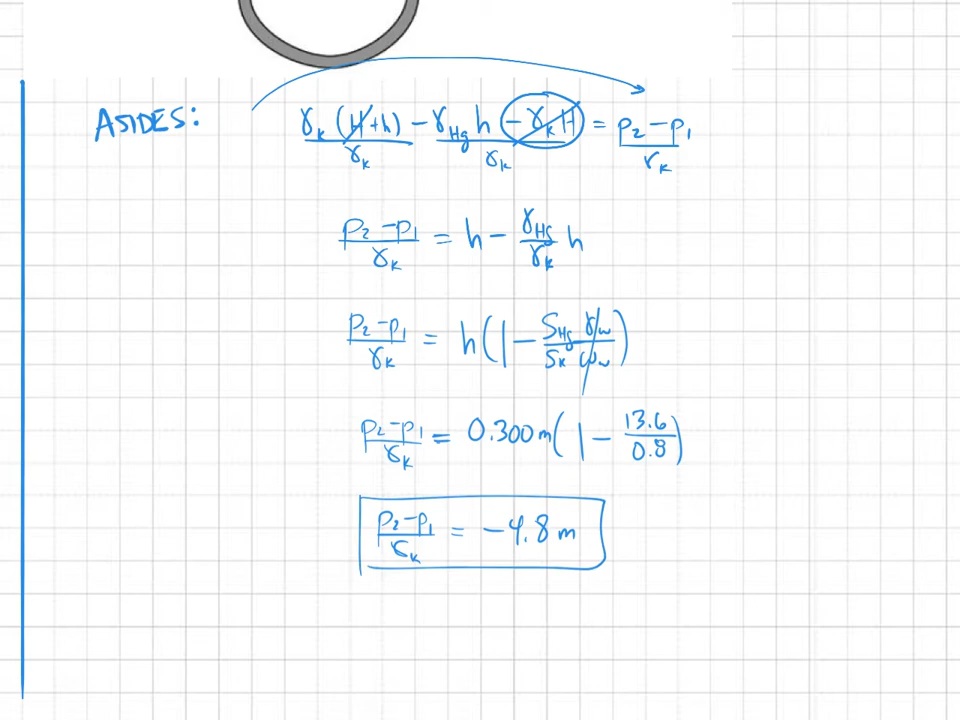 ASIDES:
γₖ(H+h)/γₖ − γHg h/γₖ − γₖH = p₂−p₁/γₖ
p₂−p₁/γₖ = h − γHg/γₖ h
p₂−p₁/γₖ = h(1 − SHg γw/Sₖ γw)
p₂−p₁/γₖ = 0.300 m(1 − 13.6/0.8)
p₂−p₁/γₖ = −4.8 m